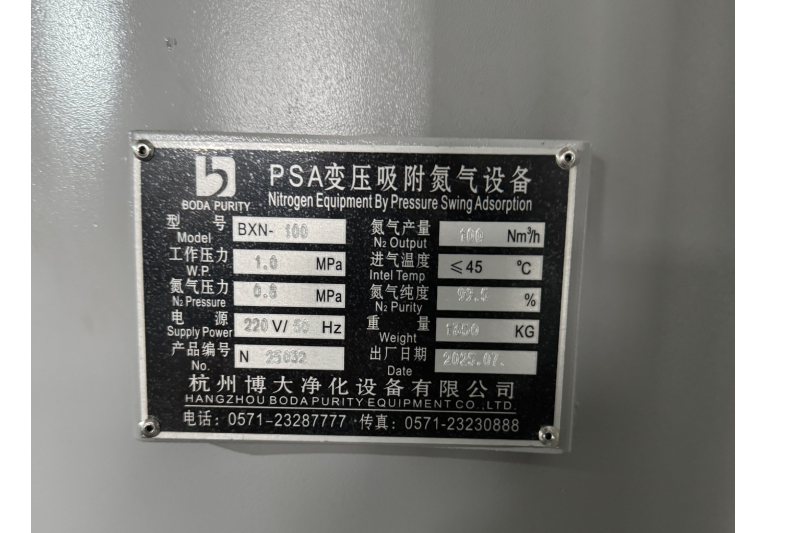 BODA PURITY
PSA变压吸附氮气设备
Nitrogen Equipment By Pressure Swing Adsorption
型 号 Model BXN-100
氮气产量 N₂ Output 100 Nm³/h
工作压力 W.P. 1.0 MPa
进气温度 Intel Temp ≤45 ℃
氮气压力 N₂ Pressure 0.8 MPa
氮气纯度 N₂ Purity %
电 源 Supply Power 220V/50 Hz
重 量 Weight KG
产品编号 No. N
出厂日期 Date 2025.07.
杭州博大净化设备有限公司
HANGZHOU BODA PURITY EQUIPMENT CO.,LTD.
电话：0571-23287777 ·传真：0571-23230888